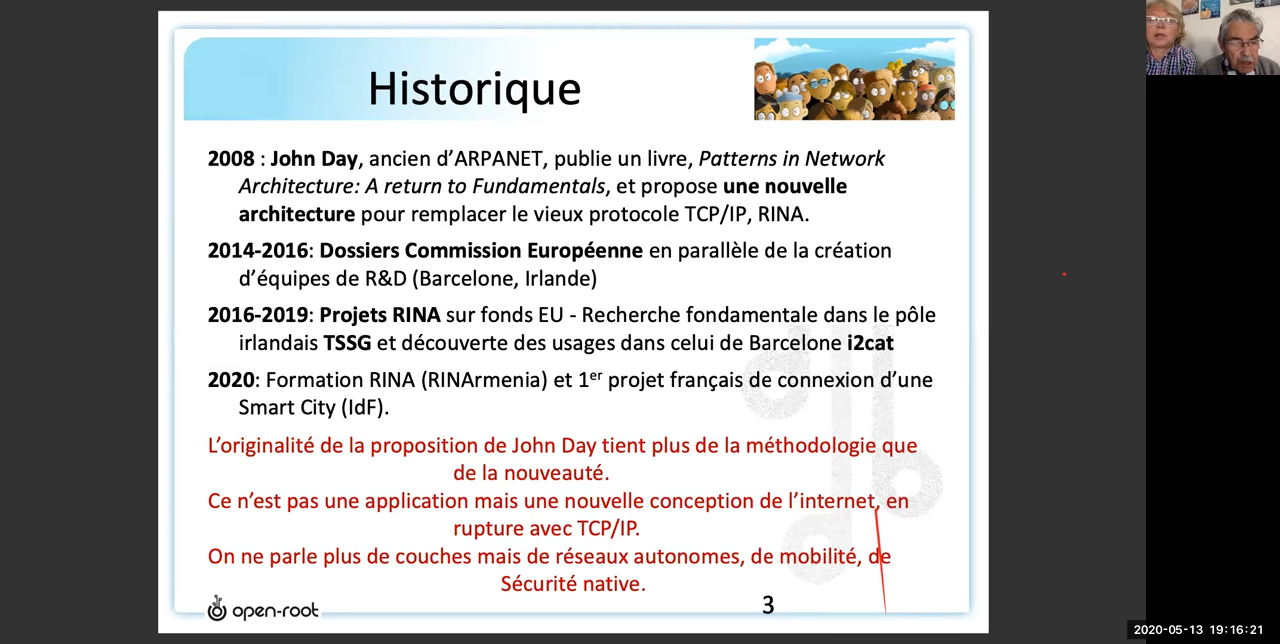 Historique
2008 : John Day, ancien d’ARPANET, publie un livre, Patterns in Network
Architecture: A return to Fundamentals, et propose une nouvelle
architecture pour remplacer le vieux protocole TCP/IP, RINA.
2014-2016: Dossiers Commission Européenne en parallèle de la création
d’équipes de R&D (Barcelone, Irlande)
2016-2019: Projets RINA sur fonds EU - Recherche fondamentale dans le pôle
irlandais TSSG et découverte des usages dans celui de Barcelone i2cat
2020: Formation RINA (RINArmenia) et 1er projet français de connexion d’une
Smart City (IdF).
L’originalité de la proposition de John Day tient plus de la méthodologie que
de la nouveauté.
Ce n’est pas une application mais une nouvelle conception de l’internet, en
rupture avec TCP/IP.
On ne parle plus de couches mais de réseaux autonomes, de mobilité, de
Sécurité native.
open-root
3
2020-05-13 19:16:21